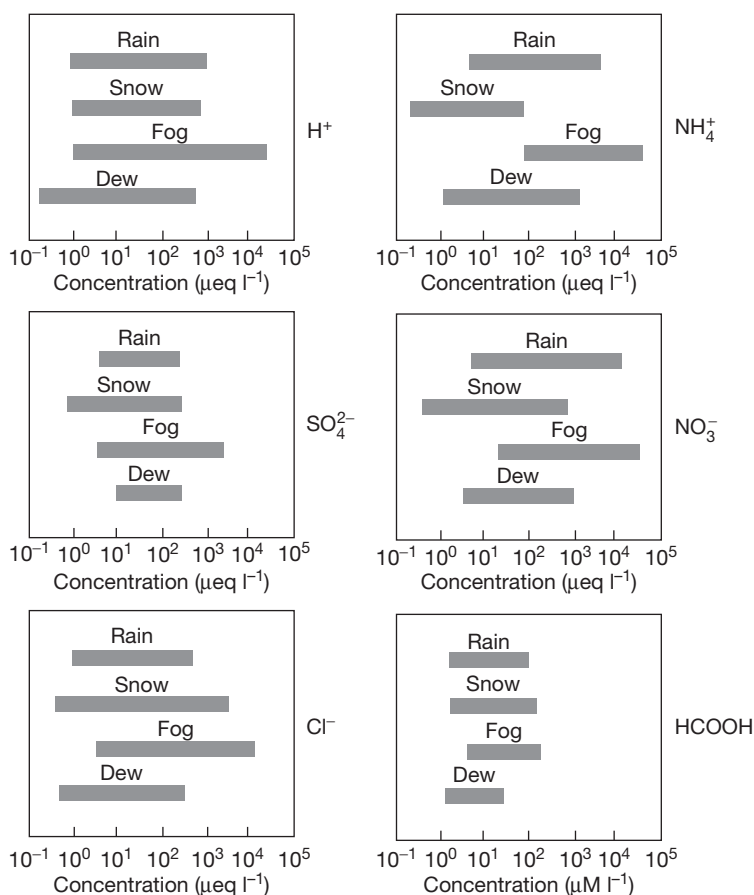 Rain
Snow
Fog
Dew
H⁺
10⁻¹ 10⁰ 10¹ 10² 10³ 10⁴ 10⁵
Concentration (µeq l⁻¹)
Rain
Snow
Fog
Dew
NH₄⁺
10⁻¹ 10⁰ 10¹ 10² 10³ 10⁴ 10⁵
Concentration (µeq l⁻¹)
Rain
Snow
Fog
Dew
SO₄²⁻
10⁻¹ 10⁰ 10¹ 10² 10³ 10⁴ 10⁵
Concentration (µeq l⁻¹)
Rain
Snow
Fog
Dew
NO₃⁻
10⁻¹ 10⁰ 10¹ 10² 10³ 10⁴ 10⁵
Concentration (µeq l⁻¹)
Rain
Snow
Fog
Dew
Cl⁻
10⁻¹ 10⁰ 10¹ 10² 10³ 10⁴ 10⁵
Concentration (µeq l⁻¹)
Rain
Snow
Fog
Dew
HCOOH
10⁻¹ 10⁰ 10¹ 10² 10³ 10⁴ 10⁵
Concentration (µM l⁻¹)